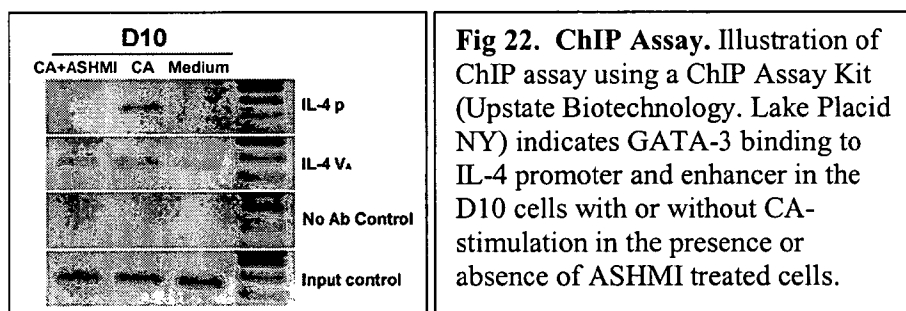 D10
CA+ASHMI CA Medium
IL-4 p
IL-4 VA
No Ab Control
Input control
Fig 22. ChIP Assay. Illustration of
ChIP assay using a ChIP Assay Kit
(Upstate Biotechnology. Lake Placid
NY) indicates GATA-3 binding to
IL-4 promoter and enhancer in the
D10 cells with or without CA-
stimulation in the presence or
absence of ASHMI treated cells.